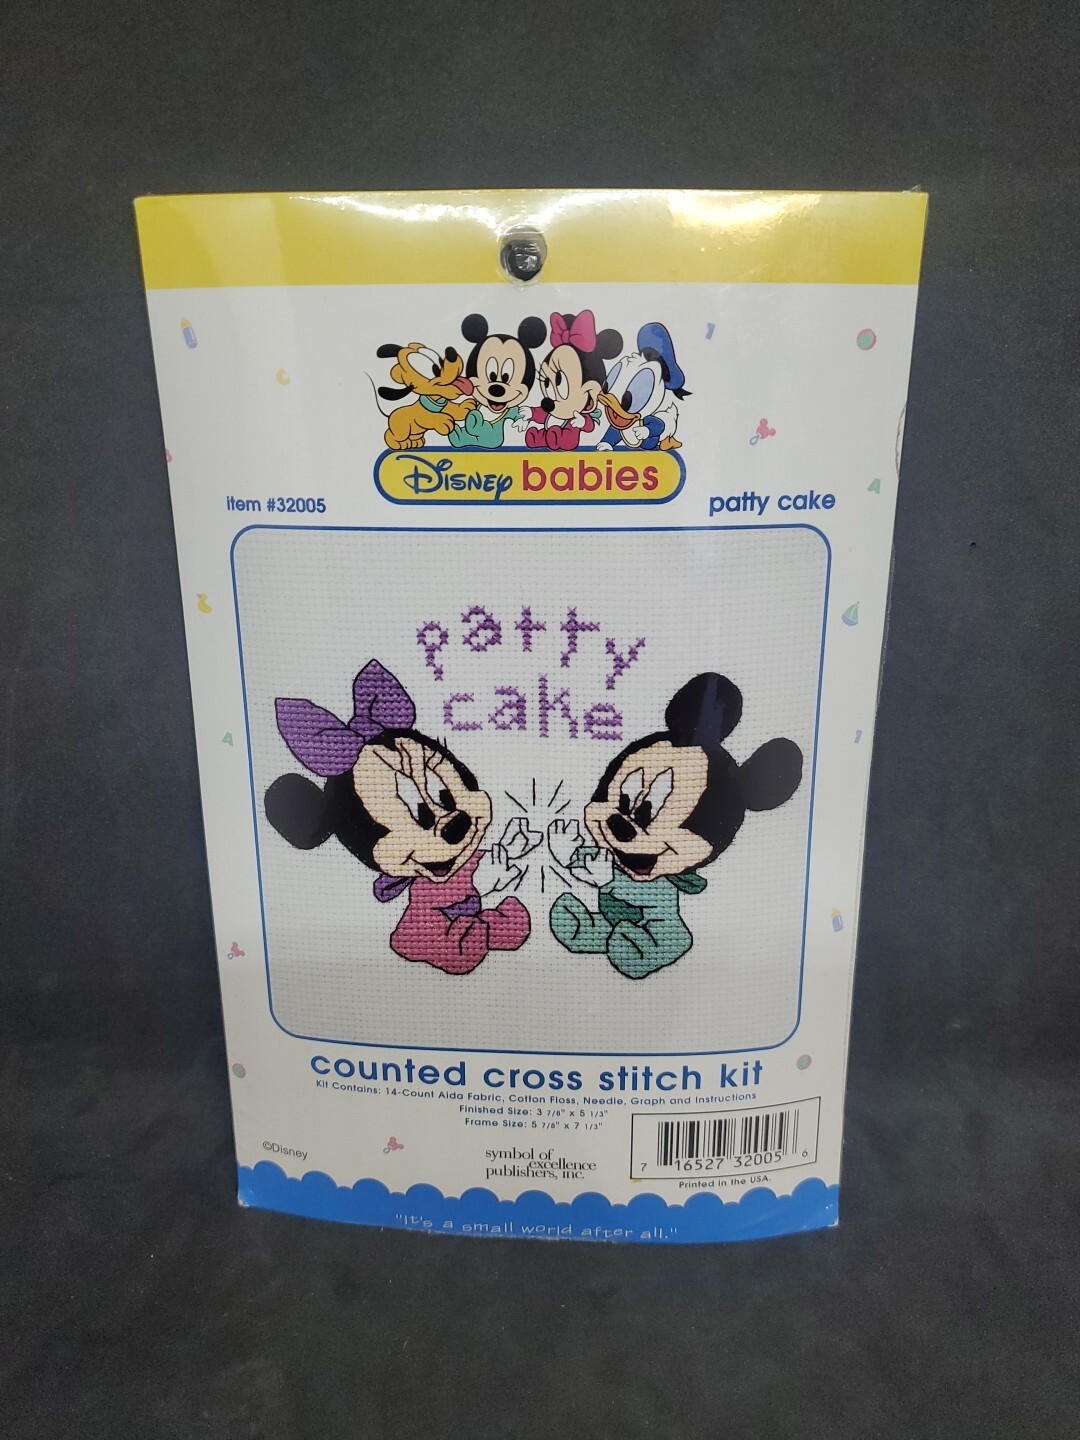 Disney babies
item #32005
patty cake
patty
cake
counted cross stitch kit
Kit Contains: 14-Count Aida Fabric, Cotton Floss, Needle, Graph and Instructions
Finished Size: 3 7/8" x 5 1/3"
Frame Size: 5 7/8" x 7 1/3"
©Disney
symbol of
excellence
publishers, inc.
7 16527 32005 6
Printed in the USA.
"It's a small world after all."